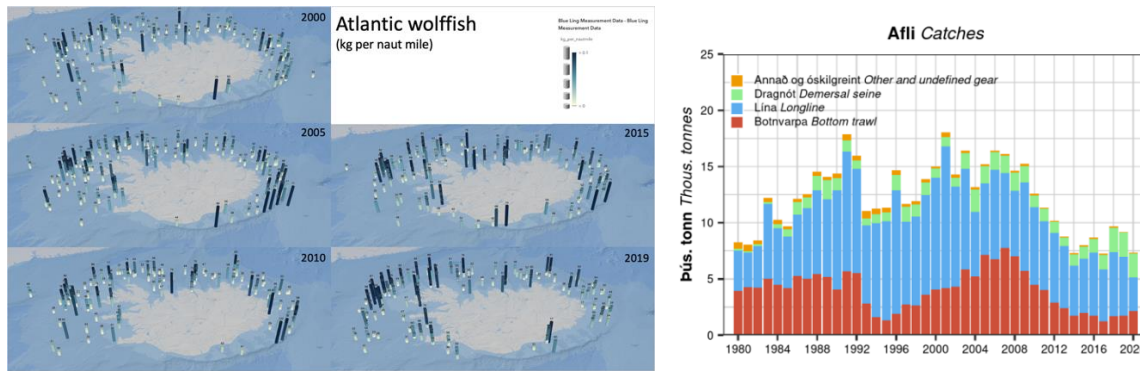 2000
Atlantic wolffish
(kg per naut mile)
Blue Ling Measurement Data - Blue Ling
Measurement Data
kg_per_nautmile
2005
2015
2010
2019
Afli Catches
Þús. tonn Thous. tonnes
25
20
15
10
5
0
Annað og óskilgreint Other and undefined gear
Dragnót Demersal seine
Lína Longline
Botnvarpa Bottom trawl
1980
1984
1988
1992
1996
2000
2004
2008
2012
2016